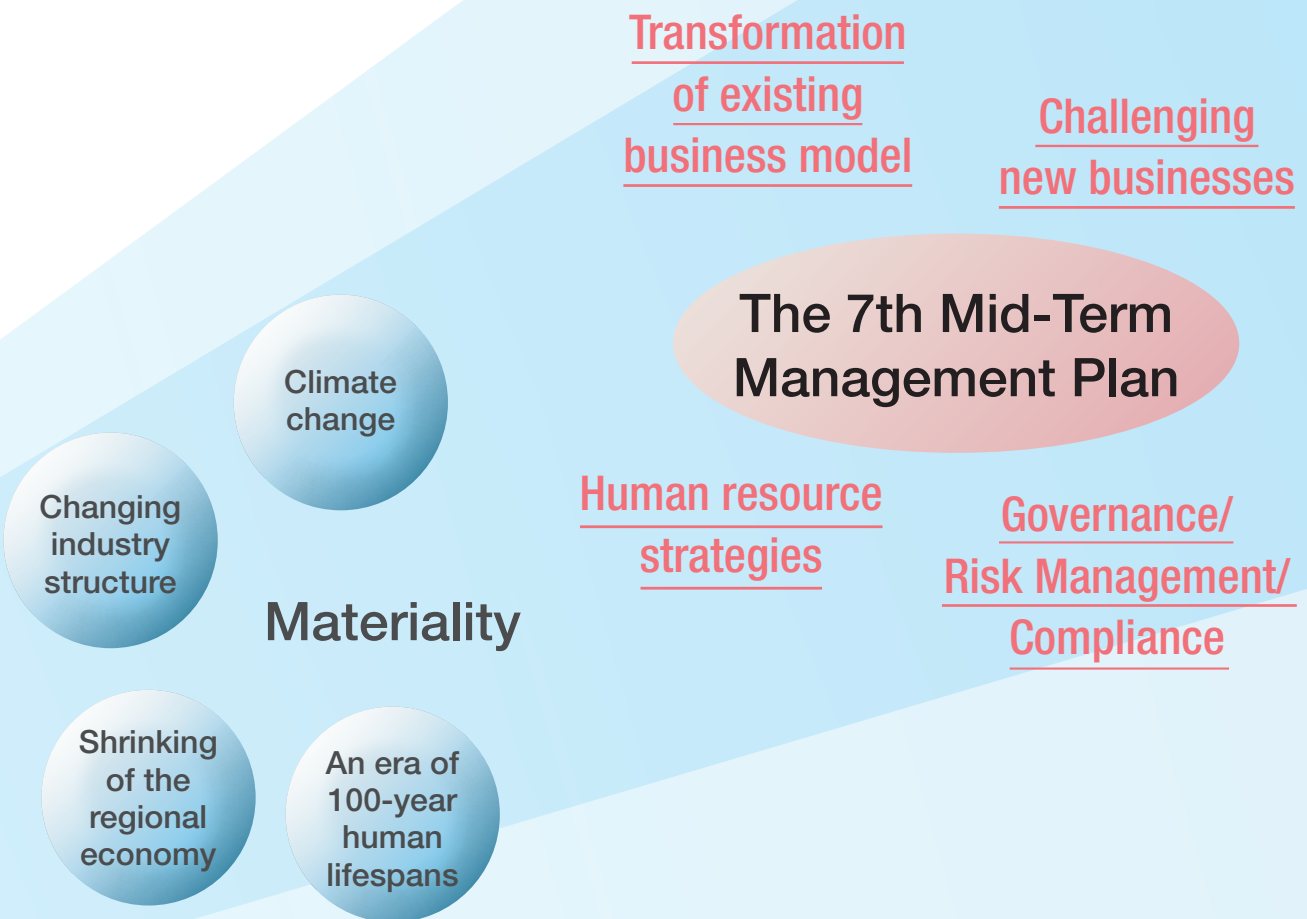 Transformation
of existing
business model
Challenging
new businesses
The 7th Mid-Term
Management Plan
Climate
change
Changing
industry
structure
Human resource
strategies
Governance/
Risk Management/
Compliance
Materiality
Shrinking
of the
regional
economy
An era of
100-year
human
lifespans